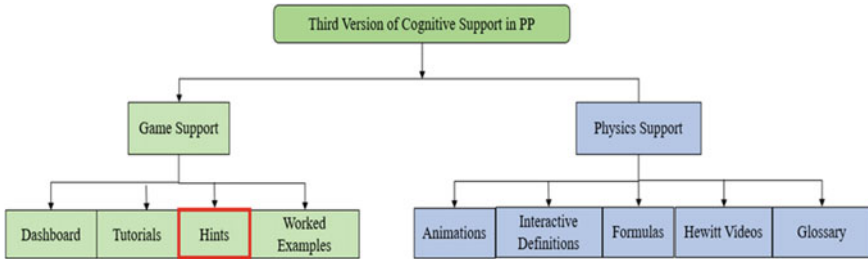 Third Version of Cognitive Support in PP
Game Support
Physics Support
Dashboard
Tutorials
Hints
Worked
Examples
Animations
Interactive
Definitions
Formulas
Hewitt Videos
Glossary